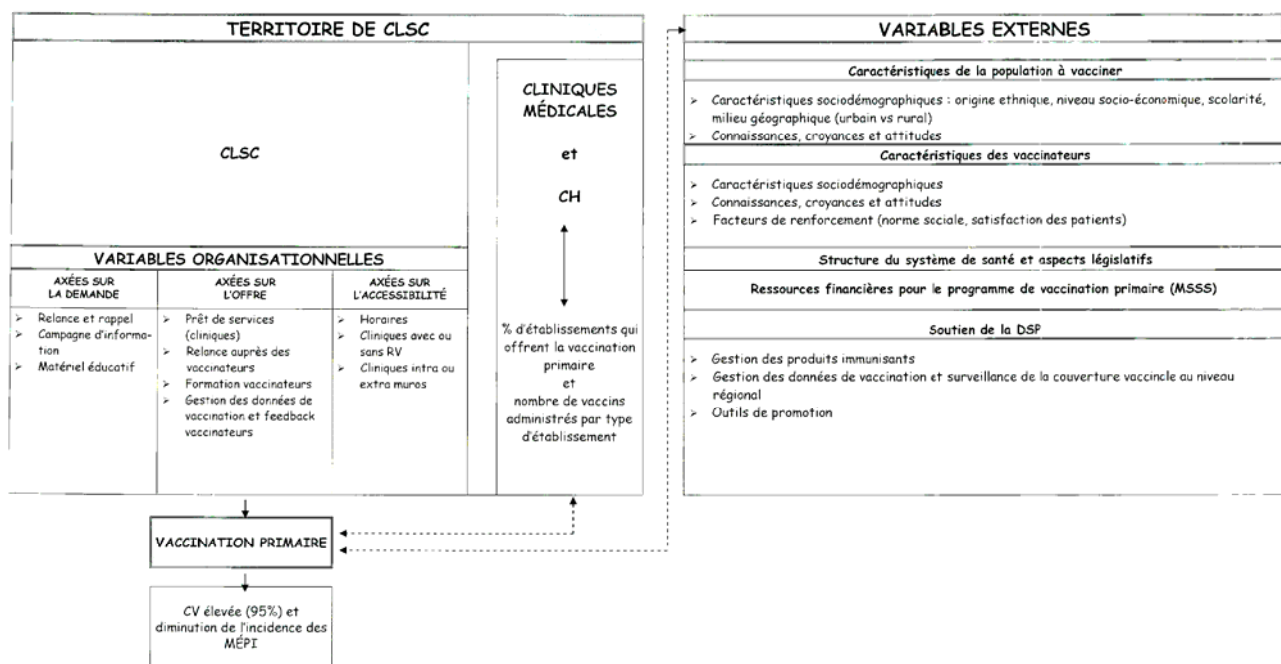 TERRITOIRE DE CLSC
CLSC
CLINIQUES
MÉDICALES
et
CH
% d'établissements qui
offrent la vaccination
primaire
et
nombre de vaccins
administrés par type
d'établissement
VARIABLES ORGANISATIONNELLES
AXÉES SUR
LA DEMANDE
➢ Relance et rappel
➢ Campagne d'informa-
tion
➢ Matériel éducatif
AXÉES SUR
L'OFFRE
➢ Prêt de services
(cliniques)
➢ Relance auprès des
vaccinateurs
➢ Formation vaccinateurs
➢ Gestion des données de
vaccination et feedback
vaccinateurs
AXÉES SUR
L'ACCESSIBILITÉ
➢ Horaires
➢ Cliniques avec ou
sans RV
➢ Cliniques intra ou
extra muros
VACCINATION PRIMAIRE
CV élevée (95%) et
diminution de l'incidence des
MÉPI
VARIABLES EXTERNES
Caractéristiques de la population à vacciner
➢ Caractéristiques sociodémographiques : origine ethnique, niveau socio-économique, scolarité,
milieu géographique (urbain vs rural)
➢ Connaissances, croyances et attitudes
Caractéristiques des vaccinateurs
➢ Caractéristiques sociodémographiques
➢ Connaissances, croyances et attitudes
➢ Facteurs de renforcement (norme sociale, satisfaction des patients)
Structure du système de santé et aspects législatifs
Ressources financières pour le programme de vaccination primaire (MSSS)
Soutien de la DSP
➢ Gestion des produits immunisants
➢ Gestion des données de vaccination et surveillance de la couverture vaccincle au niveau
régional
➢ Outils de promotion